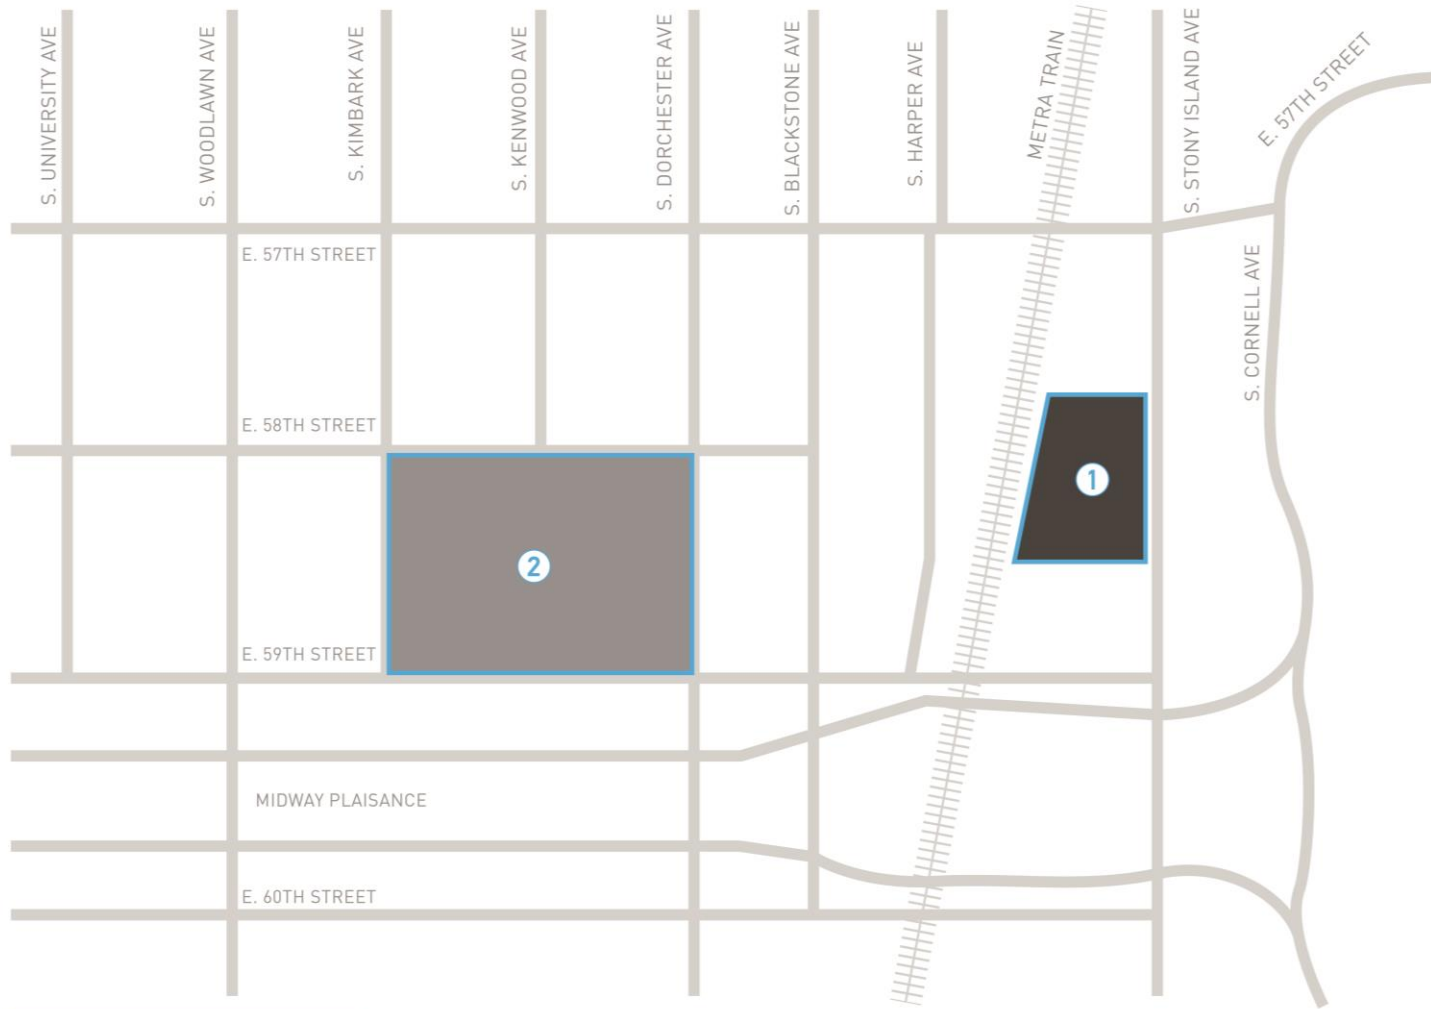 S. UNIVERSITY AVE
S. WOODLAWN AVE
S. KIMBARK AVE
S. KENWOOD AVE
S. DORCHESTER AVE
S. BLACKSTONE AVE
S. HARPER AVE
METRA TRAIN
S. STONY ISLAND AVE
E. 57TH STREET
E. 57TH STREET
S. CORNELL AVE
E. 58TH STREET
1
2
E. 59TH STREET
MIDWAY PLAISANCE
E. 60TH STREET